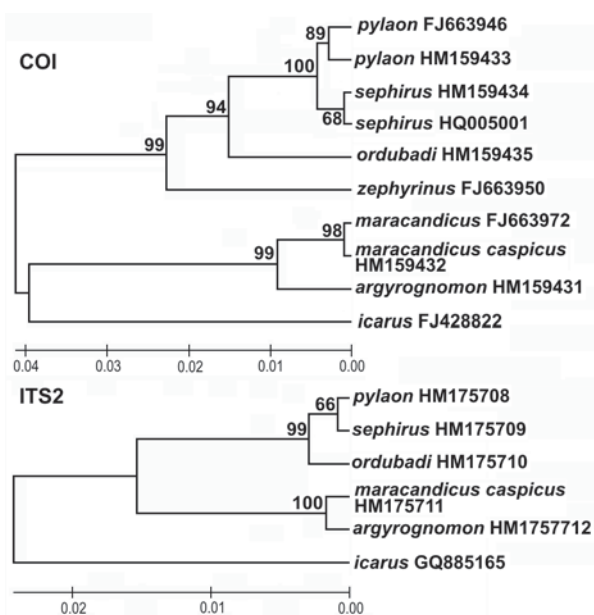 COI
89
pylaon FJ663946
pylaon HM159433
100
sephirus HM159434
68
sephirus HQ005001
94
ordubadi HM159435
99
zephyrinus FJ663950
98
maracandicus FJ663972
99
maracandicus caspicus
HM159432
argyrognomon HM159431
icarus FJ428822
0.04 0.03 0.02 0.01 0.00
ITS2
66
pylaon HM175708
99
sephirus HM175709
ordubadi HM175710
100
maracandicus caspicus
HM175711
argyrognomon HM1757712
icarus GQ885165
0.02 0.01 0.00